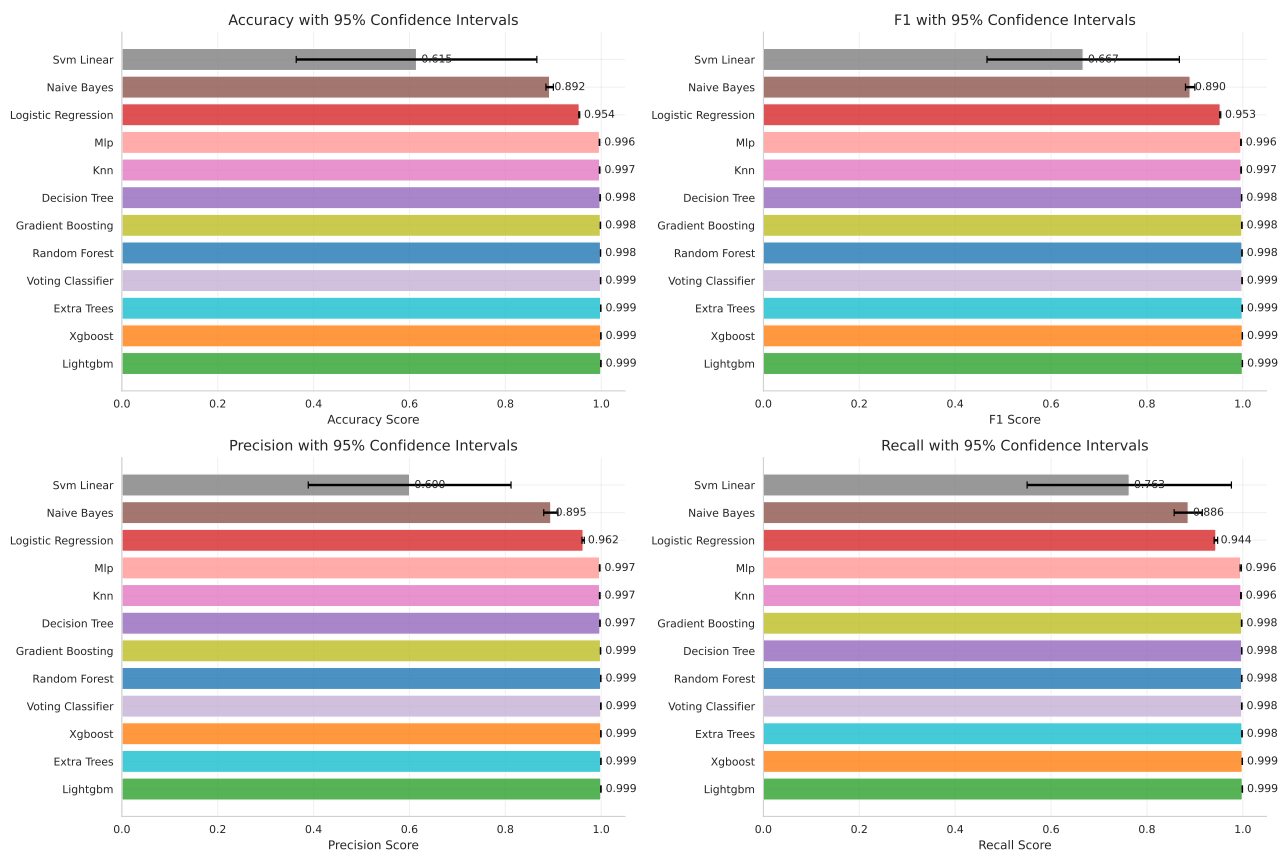 Accuracy with 95% Confidence Intervals
Svm Linear 0.615
Naive Bayes 0.892
Logistic Regression 0.954
Mlp 0.996
Knn 0.997
Decision Tree 0.998
Gradient Boosting 0.998
Random Forest 0.998
Voting Classifier 0.999
Extra Trees 0.999
Xgboost 0.999
Lightgbm 0.999
0.0 0.2 0.4 0.6 0.8 1.0
Accuracy Score
F1 with 95% Confidence Intervals
Svm Linear 0.667
Naive Bayes 0.890
Logistic Regression 0.953
Mlp 0.996
Knn 0.997
Decision Tree 0.998
Gradient Boosting 0.998
Random Forest 0.998
Voting Classifier 0.999
Extra Trees 0.999
Xgboost 0.999
Lightgbm 0.999
0.0 0.2 0.4 0.6 0.8 1.0
F1 Score
Precision with 95% Confidence Intervals
Svm Linear 0.600
Naive Bayes 0.895
Logistic Regression 0.962
Mlp 0.997
Knn 0.997
Decision Tree 0.997
Gradient Boosting 0.999
Random Forest 0.999
Voting Classifier 0.999
Xgboost 0.999
Extra Trees 0.999
Lightgbm 0.999
0.0 0.2 0.4 0.6 0.8 1.0
Precision Score
Recall with 95% Confidence Intervals
Svm Linear 0.763
Naive Bayes 0.886
Logistic Regression 0.944
Mlp 0.996
Knn 0.996
Gradient Boosting 0.998
Decision Tree 0.998
Random Forest 0.998
Voting Classifier 0.998
Extra Trees 0.998
Xgboost 0.999
Lightgbm 0.999
0.0 0.2 0.4 0.6 0.8 1.0
Recall Score